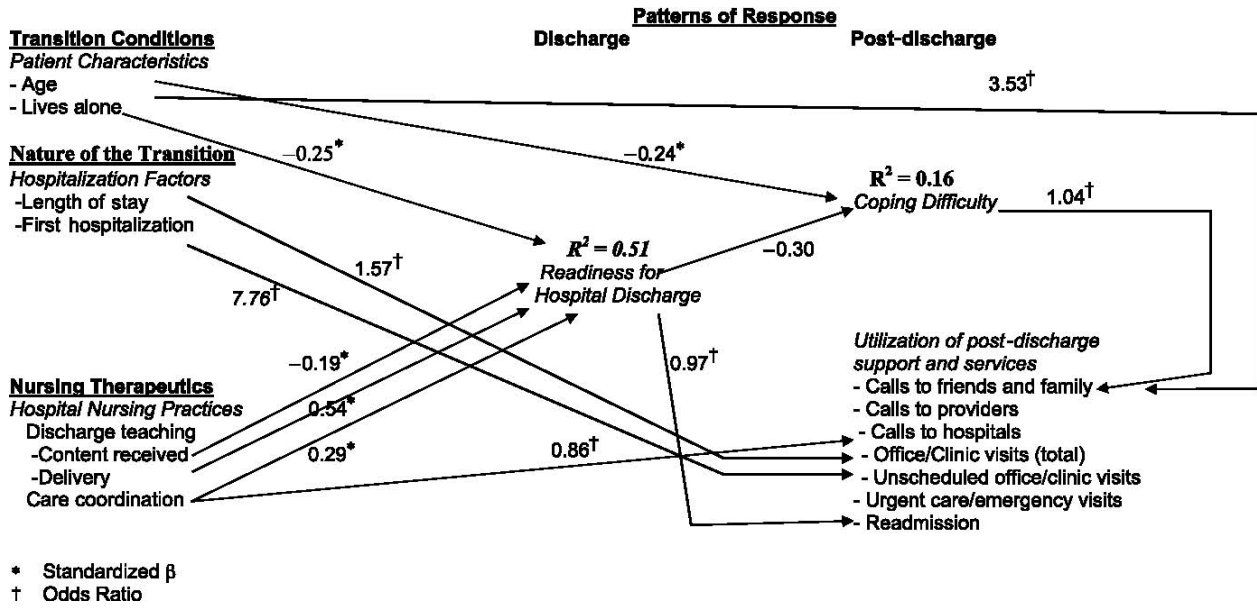 Patterns of Response
Transition Conditions
Discharge
Post-discharge
Patient Characteristics
- Age
- Lives alone
3.53†
−0.25*
−0.24*
Nature of the Transition
Hospitalization Factors
-Length of stay
-First hospitalization
R² = 0.16
Coping Difficulty
1.04†
R² = 0.51
Readiness for
Hospital Discharge
−0.30
1.57†
7.76†
−0.19*
0.97†
Utilization of post-discharge
support and services
- Calls to friends and family
- Calls to providers
- Calls to hospitals
- Office/Clinic visits (total)
- Unscheduled office/clinic visits
- Urgent care/emergency visits
- Readmission
Nursing Therapeutics
Hospital Nursing Practices
Discharge teaching
-Content received
-Delivery
Care coordination
0.54*
0.29*
0.86†
* Standardized β
† Odds Ratio